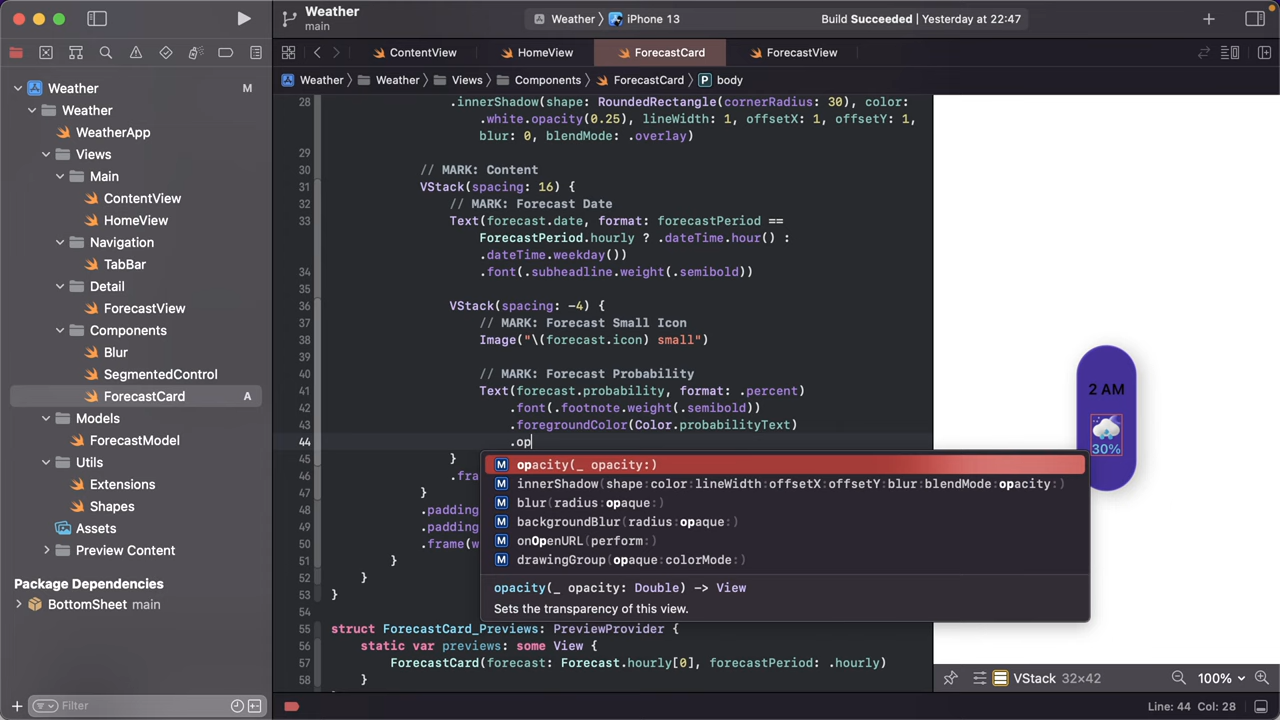 Weather
main
Weather
iPhone 13
Build Succeeded | Yesterday at 22:47
ContentView
HomeView
ForecastCard
ForecastView
Weather
Weather
Views
Components
ForecastCard
P
body
Weather
M
Weather
WeatherApp
Views
Main
ContentView
HomeView
Navigation
TabBar
Detail
ForecastView
Components
Blur
SegmentedControl
ForecastCard
A
Models
ForecastModel
Utils
Extensions
Shapes
Assets
Preview Content
Package Dependencies
BottomSheet main
Filter
28 .innerShadow(shape: RoundedRectangle(cornerRadius: 30), color:
.white.opacity(0.25), lineWidth: 1, offsetX: 1, offsetY: 1,
blur: 0, blendMode: .overlay)
29
30 // MARK: Content
31 VStack(spacing: 16) {
32 // MARK: Forecast Date
33 Text(forecast.date, format: forecastPeriod ==
ForecastPeriod.hourly ? .dateTime.hour() :
.dateTime.weekday())
34 .font(.subheadline.weight(.semibold))
35
36 VStack(spacing: -4) {
37 // MARK: Forecast Small Icon
38 Image("\(forecast.icon) small")
39
40 // MARK: Forecast Probability
41 Text(forecast.probability, format: .percent)
42 .font(.footnote.weight(.semibold))
43 .foregroundColor(Color.probabilityText)
44 .op
45 }
46 .fra
47 }
48 .padding
49 .padding
50 .frame(w
51 }
52 }
53 }
54
55 struct ForecastCard_Previews: PreviewProvider {
56 static var previews: some View {
57 ForecastCard(forecast: Forecast.hourly[0], forecastPeriod: .hourly)
58 }
M opacity(_ opacity:)
M innerShadow(shape:color:lineWidth:offsetX:offsetY:blur:blendMode:opacity:)
M blur(radius:opaque:)
M backgroundBlur(radius:opaque:)
M onOpenURL(perform:)
M drawingGroup(opaque:colorMode:)
opacity(_ opacity: Double) -> View
Sets the transparency of this view.
2 AM
30%
VStack 32×42
100%
Line: 44 Col: 28